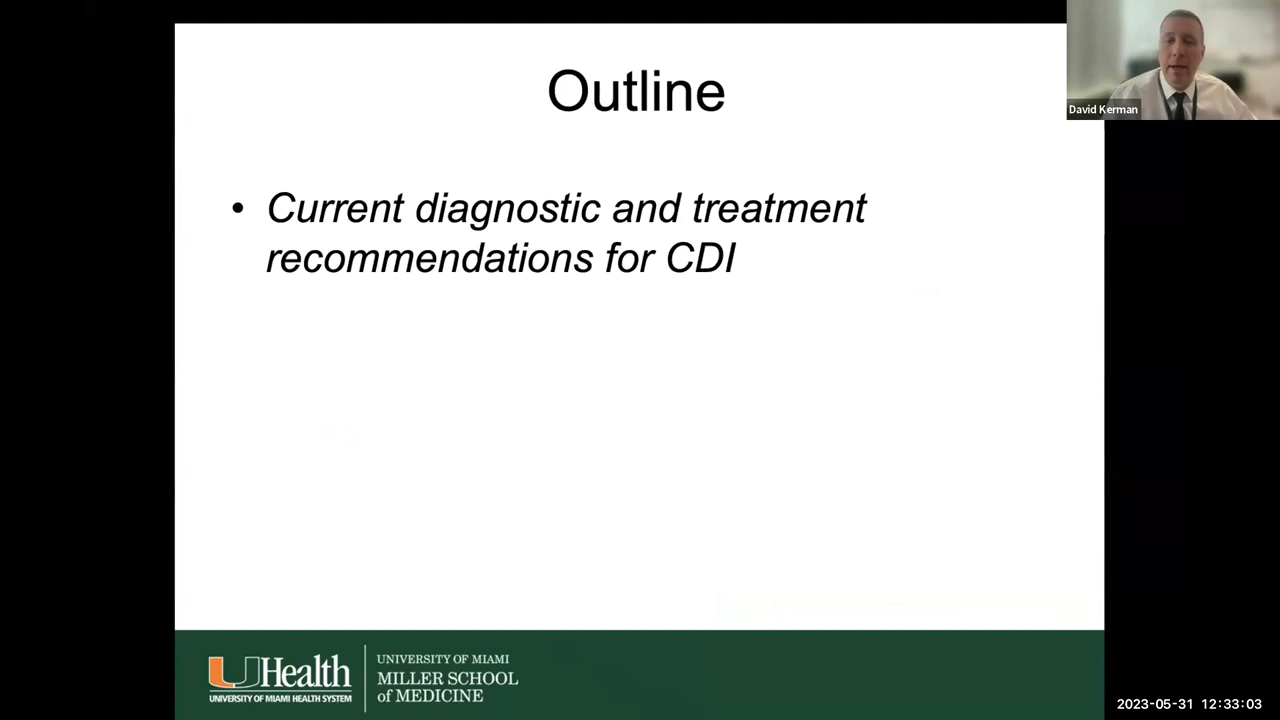 Outline
David Kerman
• Current diagnostic and treatment
recommendations for CDI
UHealth
UNIVERSITY OF MIAMI HEALTH SYSTEM
UNIVERSITY OF MIAMI
MILLER SCHOOL
of MEDICINE
2023-05-31 12:33:03